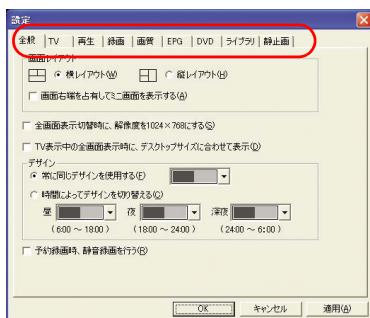 設定
全般 TV 再生 録画 画質 EPG DVD ライブラリ 静止画
画面レイアウト
横レイアウト(W) 縦レイアウト(H)
画面右端を占有してミニ画面を表示する(A)
全画面表示切替時に、解像度を1024×768にする(S)
TV表示中の全画面表示時に、デスクトップサイズに合わせて表示(D)
デザイン
常に同じデザインを使用する(E)
時間によってデザインを切り替える(C)
昼 夜 深夜
(6:00 ～ 18:00) (18:00 ～ 24:00) (24:00 ～ 6:00)
予約録画時、静音録画を行う(R)
OK キャンセル 適用(A)